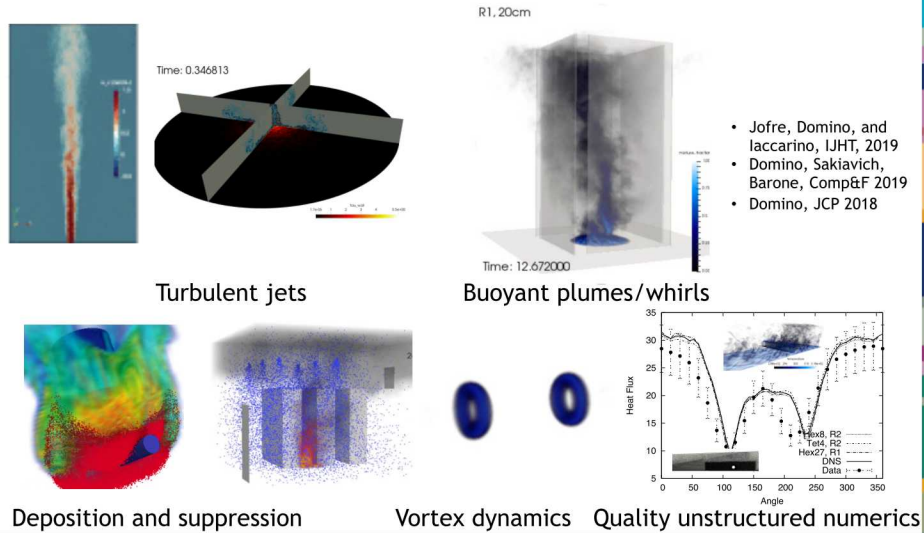 R1, 20cm
Time: 0.346813
• Jofre, Domino, and
Iaccarino, IJHT, 2019
• Domino, Sakiavich,
Barone, Comp&F 2019
• Domino, JCP 2018
Time: 12.672000
Turbulent jets
Buoyant plumes/whirls
35
30
25
20
15
10
5
Heat Flux
Hex8, R2
Tet4, R2
Hex27, R1
DNS
Data
0
50
100
150
200
250
300
350
Angle
Deposition and suppression
Vortex dynamics
Quality unstructured numerics